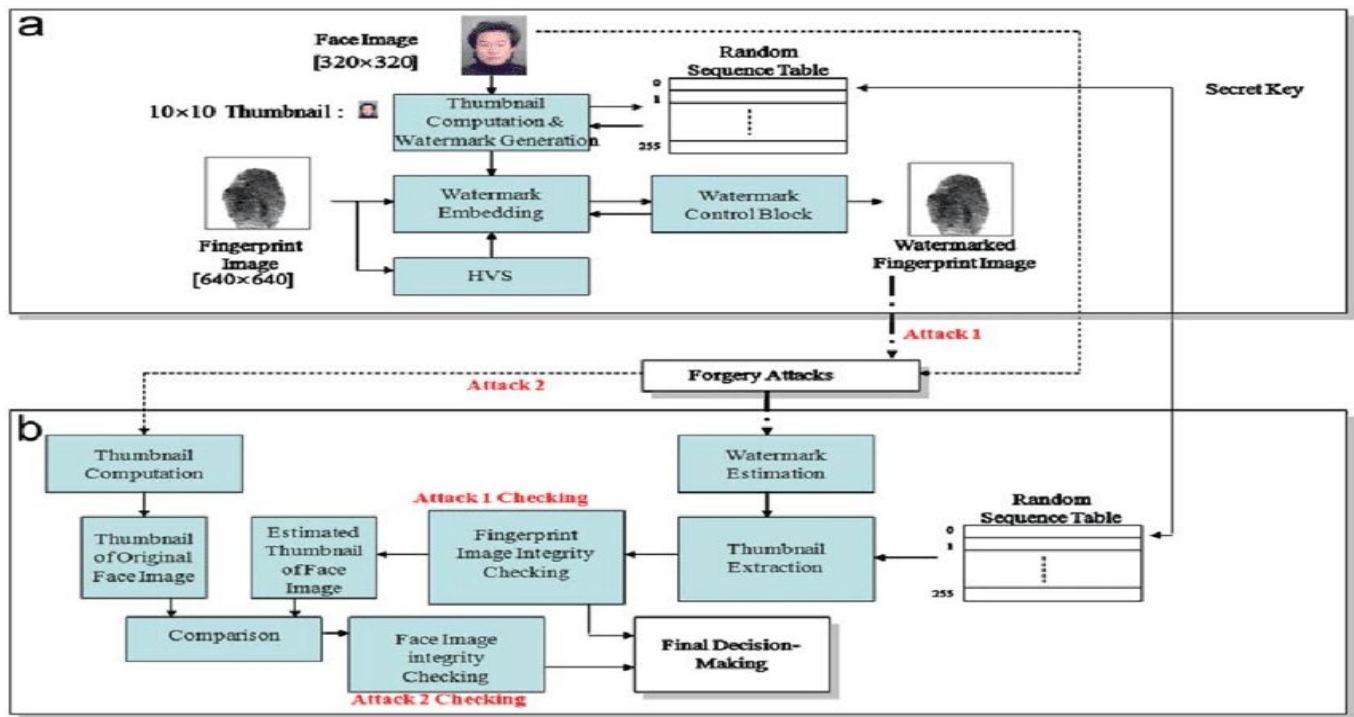 a
Face Image
[320×320]
Random
Sequence Table
0
1
255
Secret Key
10×10 Thumbnail :
Thumbnail
Computation &
Watermark Generation
Watermark
Embedding
Watermark
Control Block
Fingerprint
Image
[640×640]
HVS
Watermarked
Fingerprint Image
Attack 1
Forgery Attacks
Attack 2
b
Thumbnail
Computation
Watermark
Estimation
Attack 1 Checking
Random
Sequence Table
0
1
255
Thumbnail
of Original
Face Image
Estimated
Thumbnail
of Face
Image
Fingerprint
Image Integrity
Checking
Thumbnail
Extraction
Comparison
Face Image
integrity
Checking
Final Decision-
Making
Attack 2 Checking